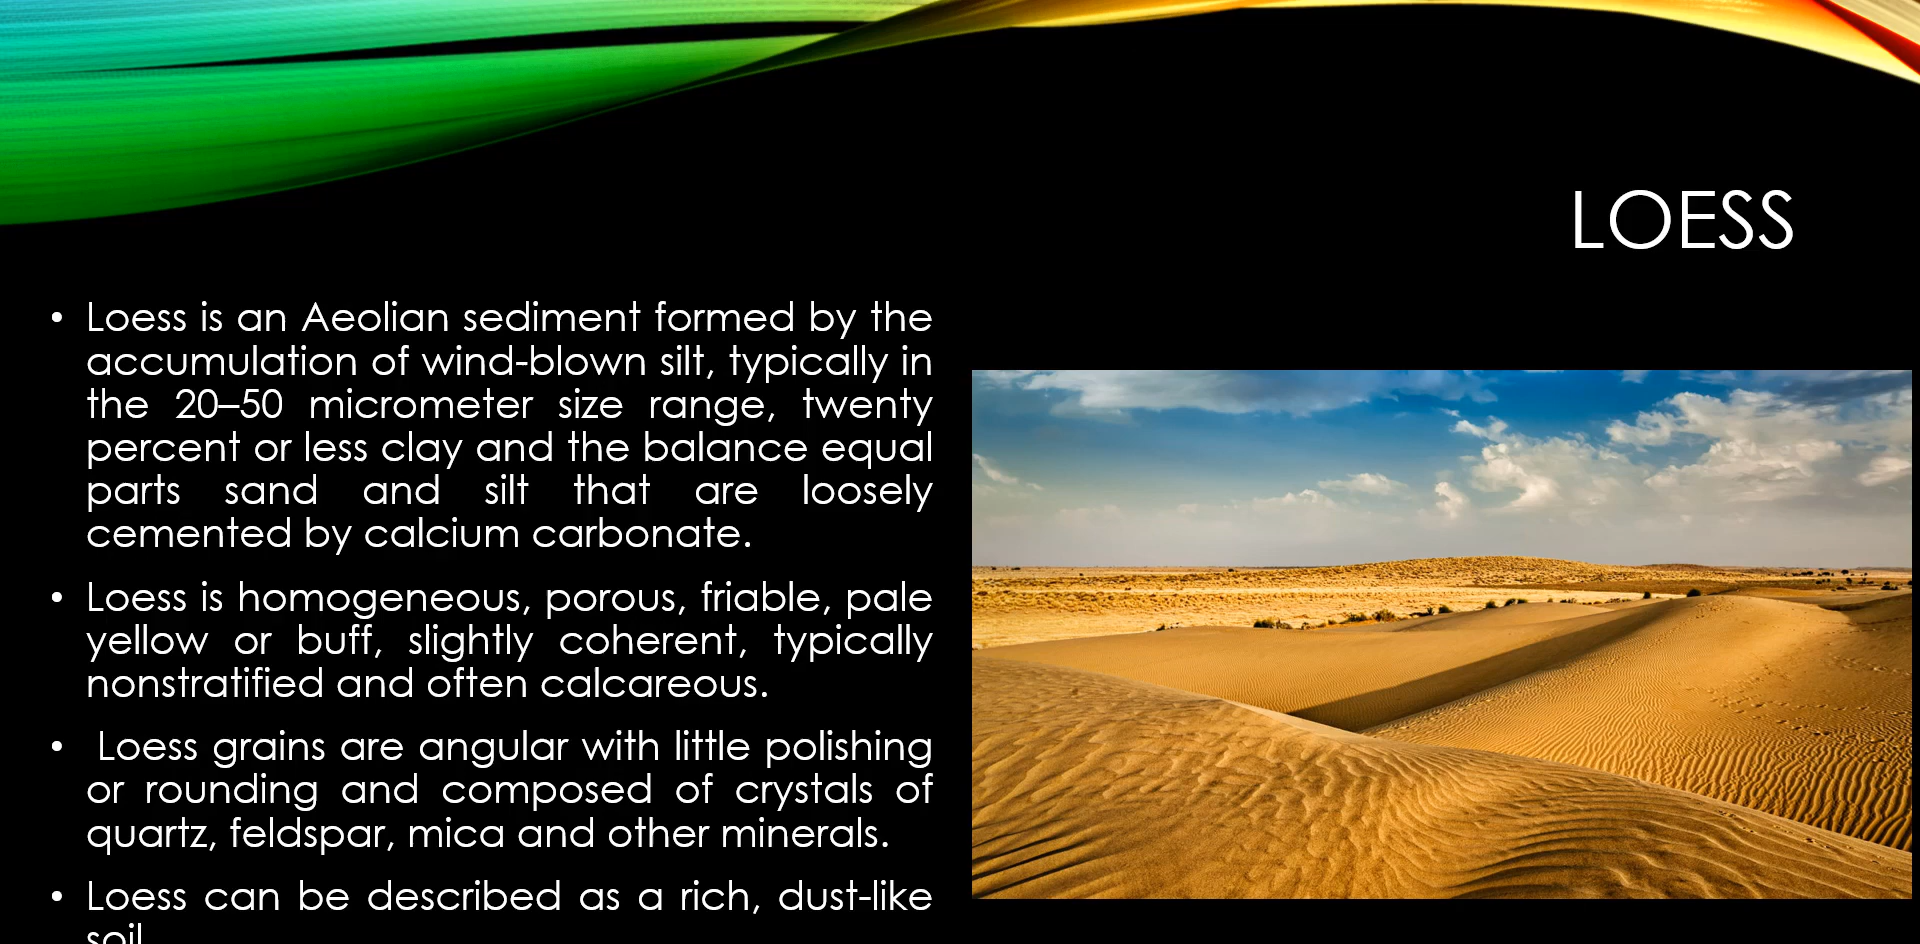 LOESS
• Loess is an Aeolian sediment formed by the
accumulation of wind-blown silt, typically in
the 20–50 micrometer size range, twenty
percent or less clay and the balance equal
parts sand and silt that are loosely
cemented by calcium carbonate.
• Loess is homogeneous, porous, friable, pale
yellow or buff, slightly coherent, typically
nonstratified and often calcareous.
• Loess grains are angular with little polishing
or rounding and composed of crystals of
quartz, feldspar, mica and other minerals.
• Loess can be described as a rich, dust-like
soil